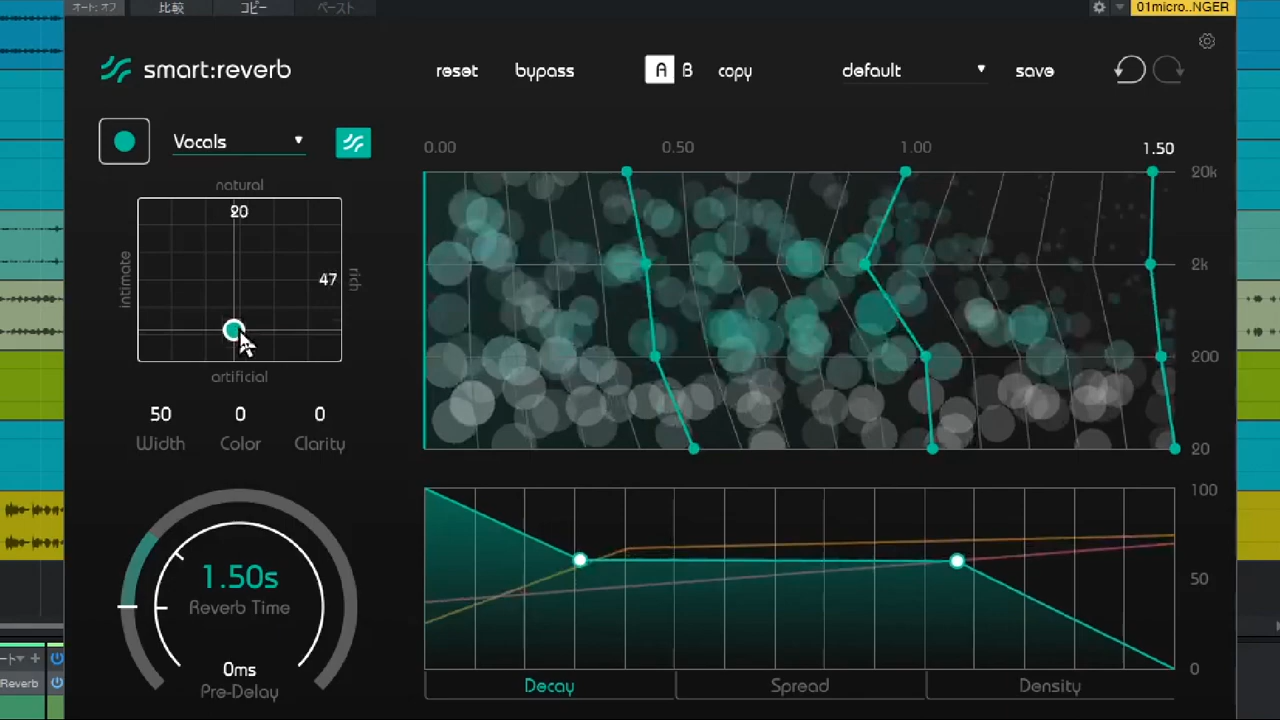 オート: オフ 比較 コピー ペースト 01micro..NGER
smart:reverb reset bypass A B copy default save
Vocals
0.00 0.50 1.00 1.50
natural
20
intimate
47
rich
artificial
20k
2k
200
20
50 0 0
Width Color Clarity
1.50s
Reverb Time
0ms
Pre-Delay
100
50
0
Decay Spread Density
Reverb